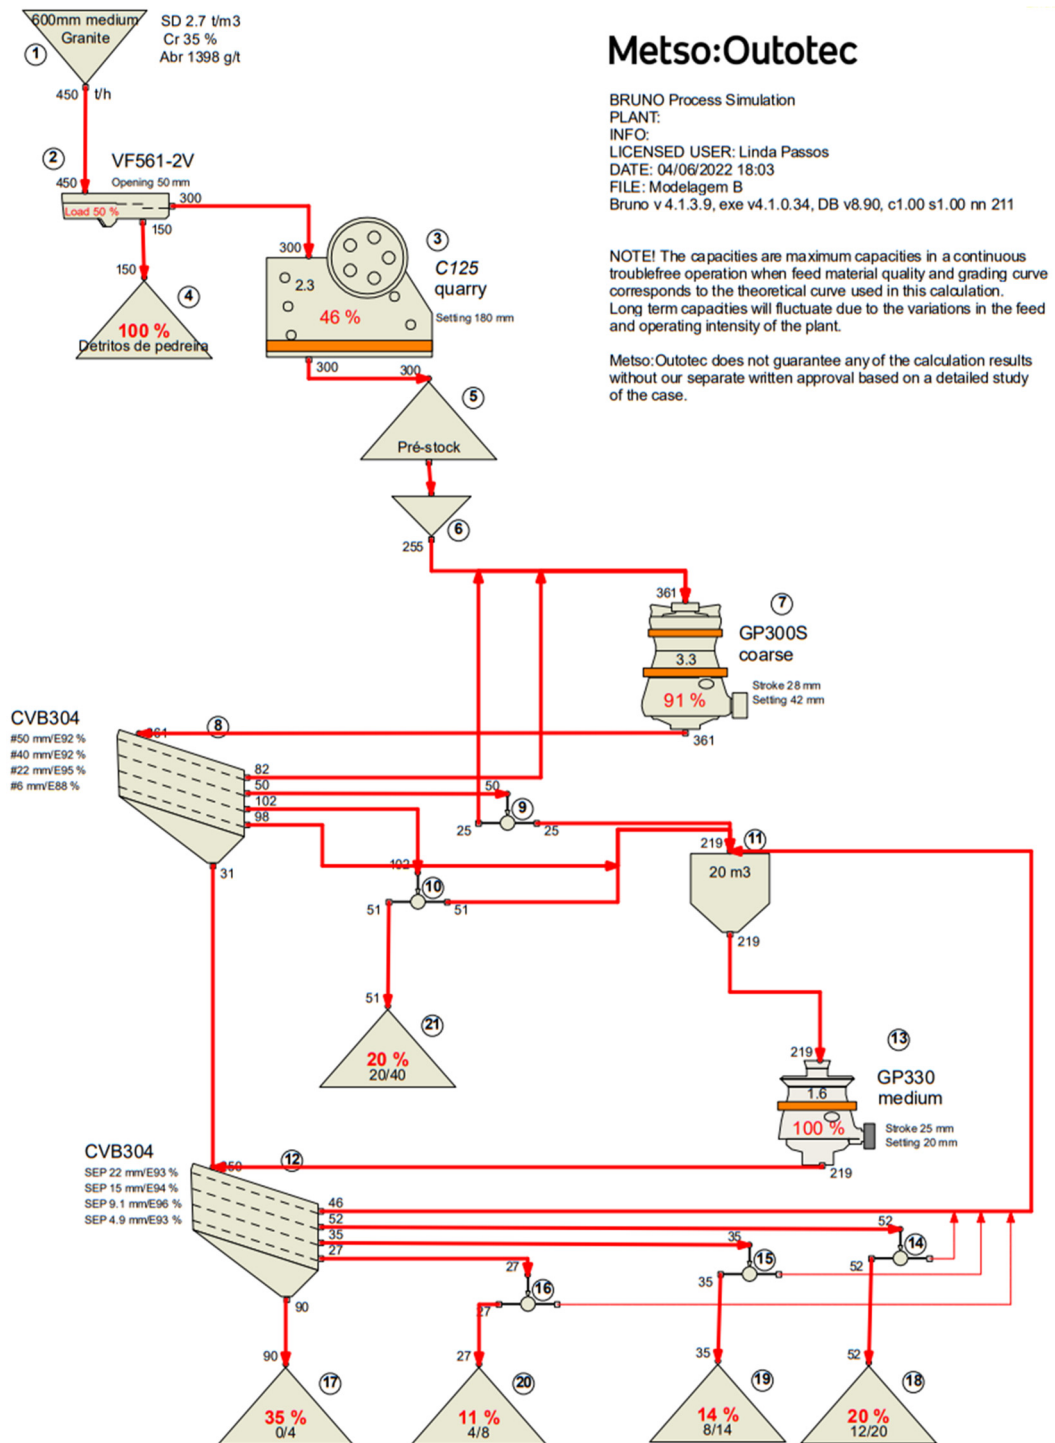 600mm medium
Granite
SD 2.7 t/m3
Cr 35 %
Abr 1398 g/t
1
450 t/h
Metso:Outotec
BRUNO Process Simulation
PLANT:
INFO:
LICENSED USER: Linda Passos
DATE: 04/06/2022 18:03
FILE: Modelagem B
Bruno v 4.1.3.9, exe v4.1.0.34, DB v8.90, c1.00 s1.00 nn 211
NOTE! The capacities are maximum capacities in a continuous
troublefree operation when feed material quality and grading curve
corresponds to the theoretical curve used in this calculation.
Long term capacities will fluctuate due to the variations in the feed
and operating intensity of the plant.
Metso:Outotec does not guarantee any of the calculation results
without our separate written approval based on a detailed study
of the case.
2
VF561-2V
Opening 50 mm
450
Load 50 %
300
150
150
4
100 %
Detritos de pedreira
300
3
C125
quarry
Setting 180 mm
2.3
46 %
300
300
5
Pré-stock
6
255
361
7
GP300S
coarse
3.3
Stroke 28 mm
Setting 42 mm
91 %
361
CVB304
#50 mm/E92 %
#40 mm/E92 %
#22 mm/E95 %
#6 mm/E88 %
8
82
50
102
98
31
50
9
25
25
102
10
51
51
219
11
20 m3
219
51
21
20 %
20/40
219
13
GP330
medium
1.6
Stroke 25 mm
Setting 20 mm
100 %
219
CVB304
SEP 22 mm/E93 %
SEP 15 mm/E94 %
SEP 9.1 mm/E96 %
SEP 4.9 mm/E93 %
12
46
52
35
27
90
52
14
52
35
15
35
27
16
27
90
17
35 %
0/4
27
20
11 %
4/8
35
19
14 %
8/14
52
18
20 %
12/20